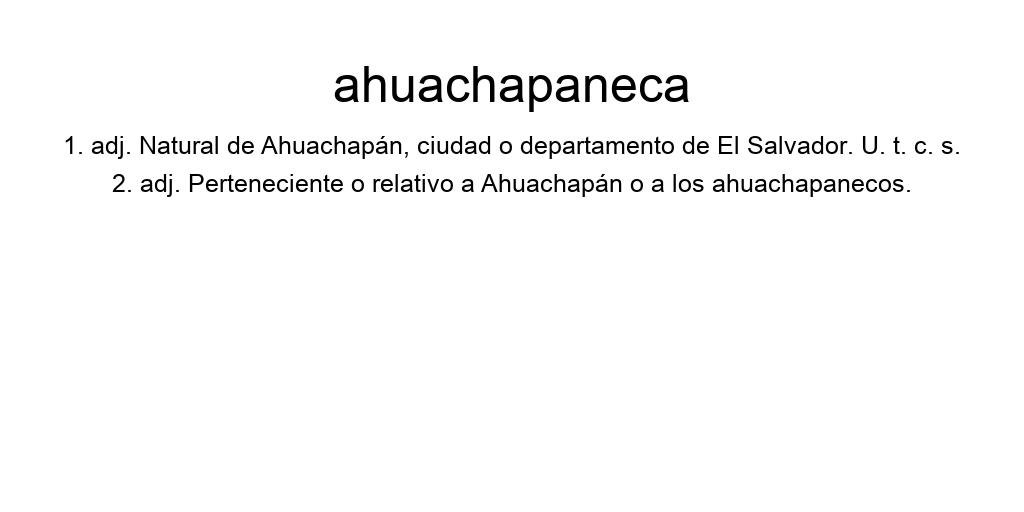 ahuachapaneca
1. adj. Natural de Ahuachapán, ciudad o departamento de El Salvador. U. t. c. s.
2. adj. Perteneciente o relativo a Ahuachapán o a los ahuachapanecos.